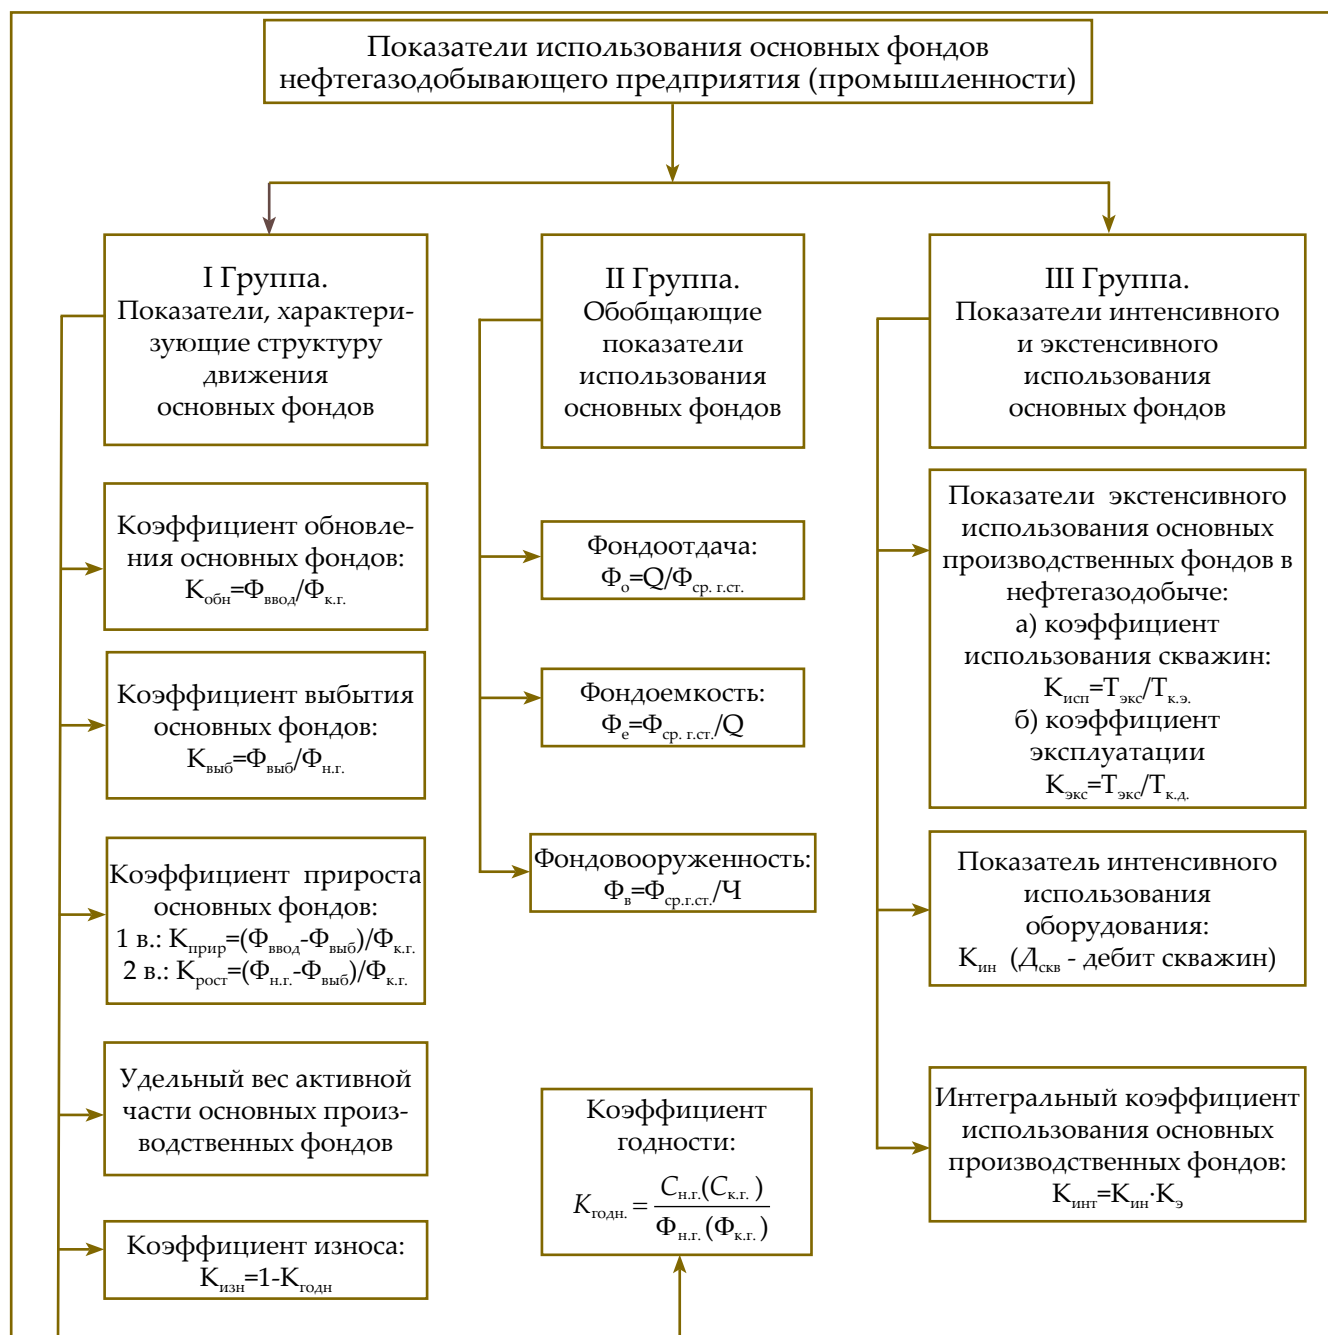 Показатели использования основных фондов
нефтегазодобывающего предприятия (промышленности)
I Группа.
Показатели, характери-
зующие структуру
движения
основных фондов
Коэффициент обновле-
ния основных фондов:
Кобн=Фввод/Фк.г.
Коэффициент выбытия
основных фондов:
Квыб=Фвыб/Фн.г.
Коэффициент прироста
основных фондов:
1 в.: Кприр=(Фввод-Фвыб)/Фк.г.
2 в.: Крост=(Фн.г.-Фвыб)/Фк.г.
Удельный вес активной
части основных произ-
водственных фондов
Коэффициент износа:
Кизн=1-Кгодн
II Группа.
Обобщающие
показатели
использования
основных фондов
Фондоотдача:
Фо=Q/Фср. г.ст.
Фондоемкость:
Фе=Фср. г.ст./Q
Фондовооруженность:
Фв=Фср.г.ст./Ч
Коэффициент
годности:
Кгодн. = Сн.г.(Ск.г.) / Фн.г.(Фк.г.)
III Группа.
Показатели интенсивного
и экстенсивного
использования
основных фондов
Показатели экстенсивного
использования основных
производственных фондов в
нефтегазодобыче:
а) коэффициент
использования скважин:
Кисп=Тэкс/Тк.э.
б) коэффициент
эксплуатации
Кэкс=Тэкс/Тк.д.
Показатель интенсивного
использования
оборудования:
Кин (Дскв - дебит скважин)
Интегральный коэффициент
использования основных
производственных фондов:
Кинт=Кин·Кэ